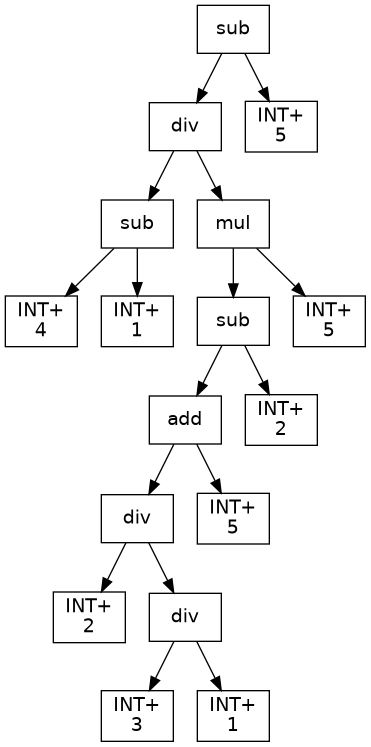 sub
div
INT+
5
sub
mul
INT+
4
INT+
1
sub
INT+
5
add
INT+
2
div
INT+
5
INT+
2
div
INT+
3
INT+
1